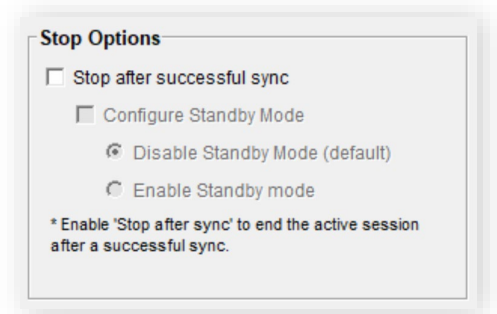 Stop Options
Stop after successful sync
Configure Standby Mode
Disable Standby Mode (default)
Enable Standby mode
* Enable 'Stop after sync' to end the active session
after a successful sync.